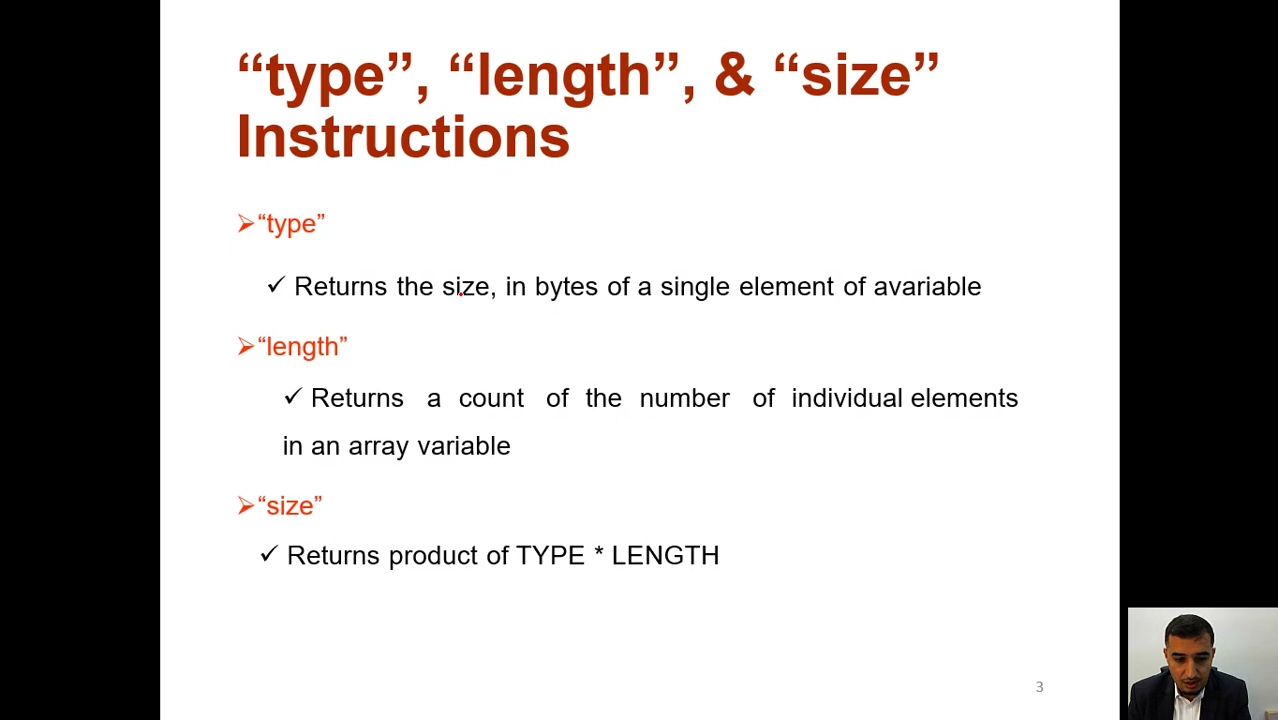 “type”, “length”, & “size”
Instructions
“type”
Returns the size, in bytes of a single element of avariable
“length”
Returns a count of the number of individual elements
in an array variable
“size”
Returns product of TYPE * LENGTH
3